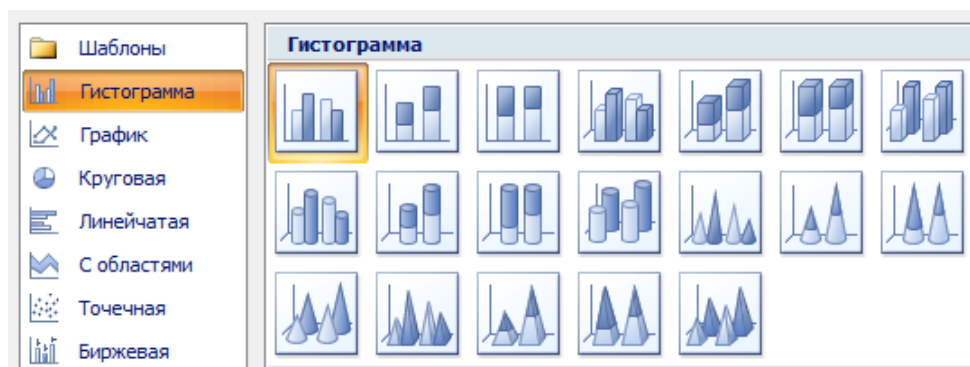 Шаблоны
Гистограмма
График
Круговая
Линейчатая
С областями
Точечная
Биржевая
Гистограмма